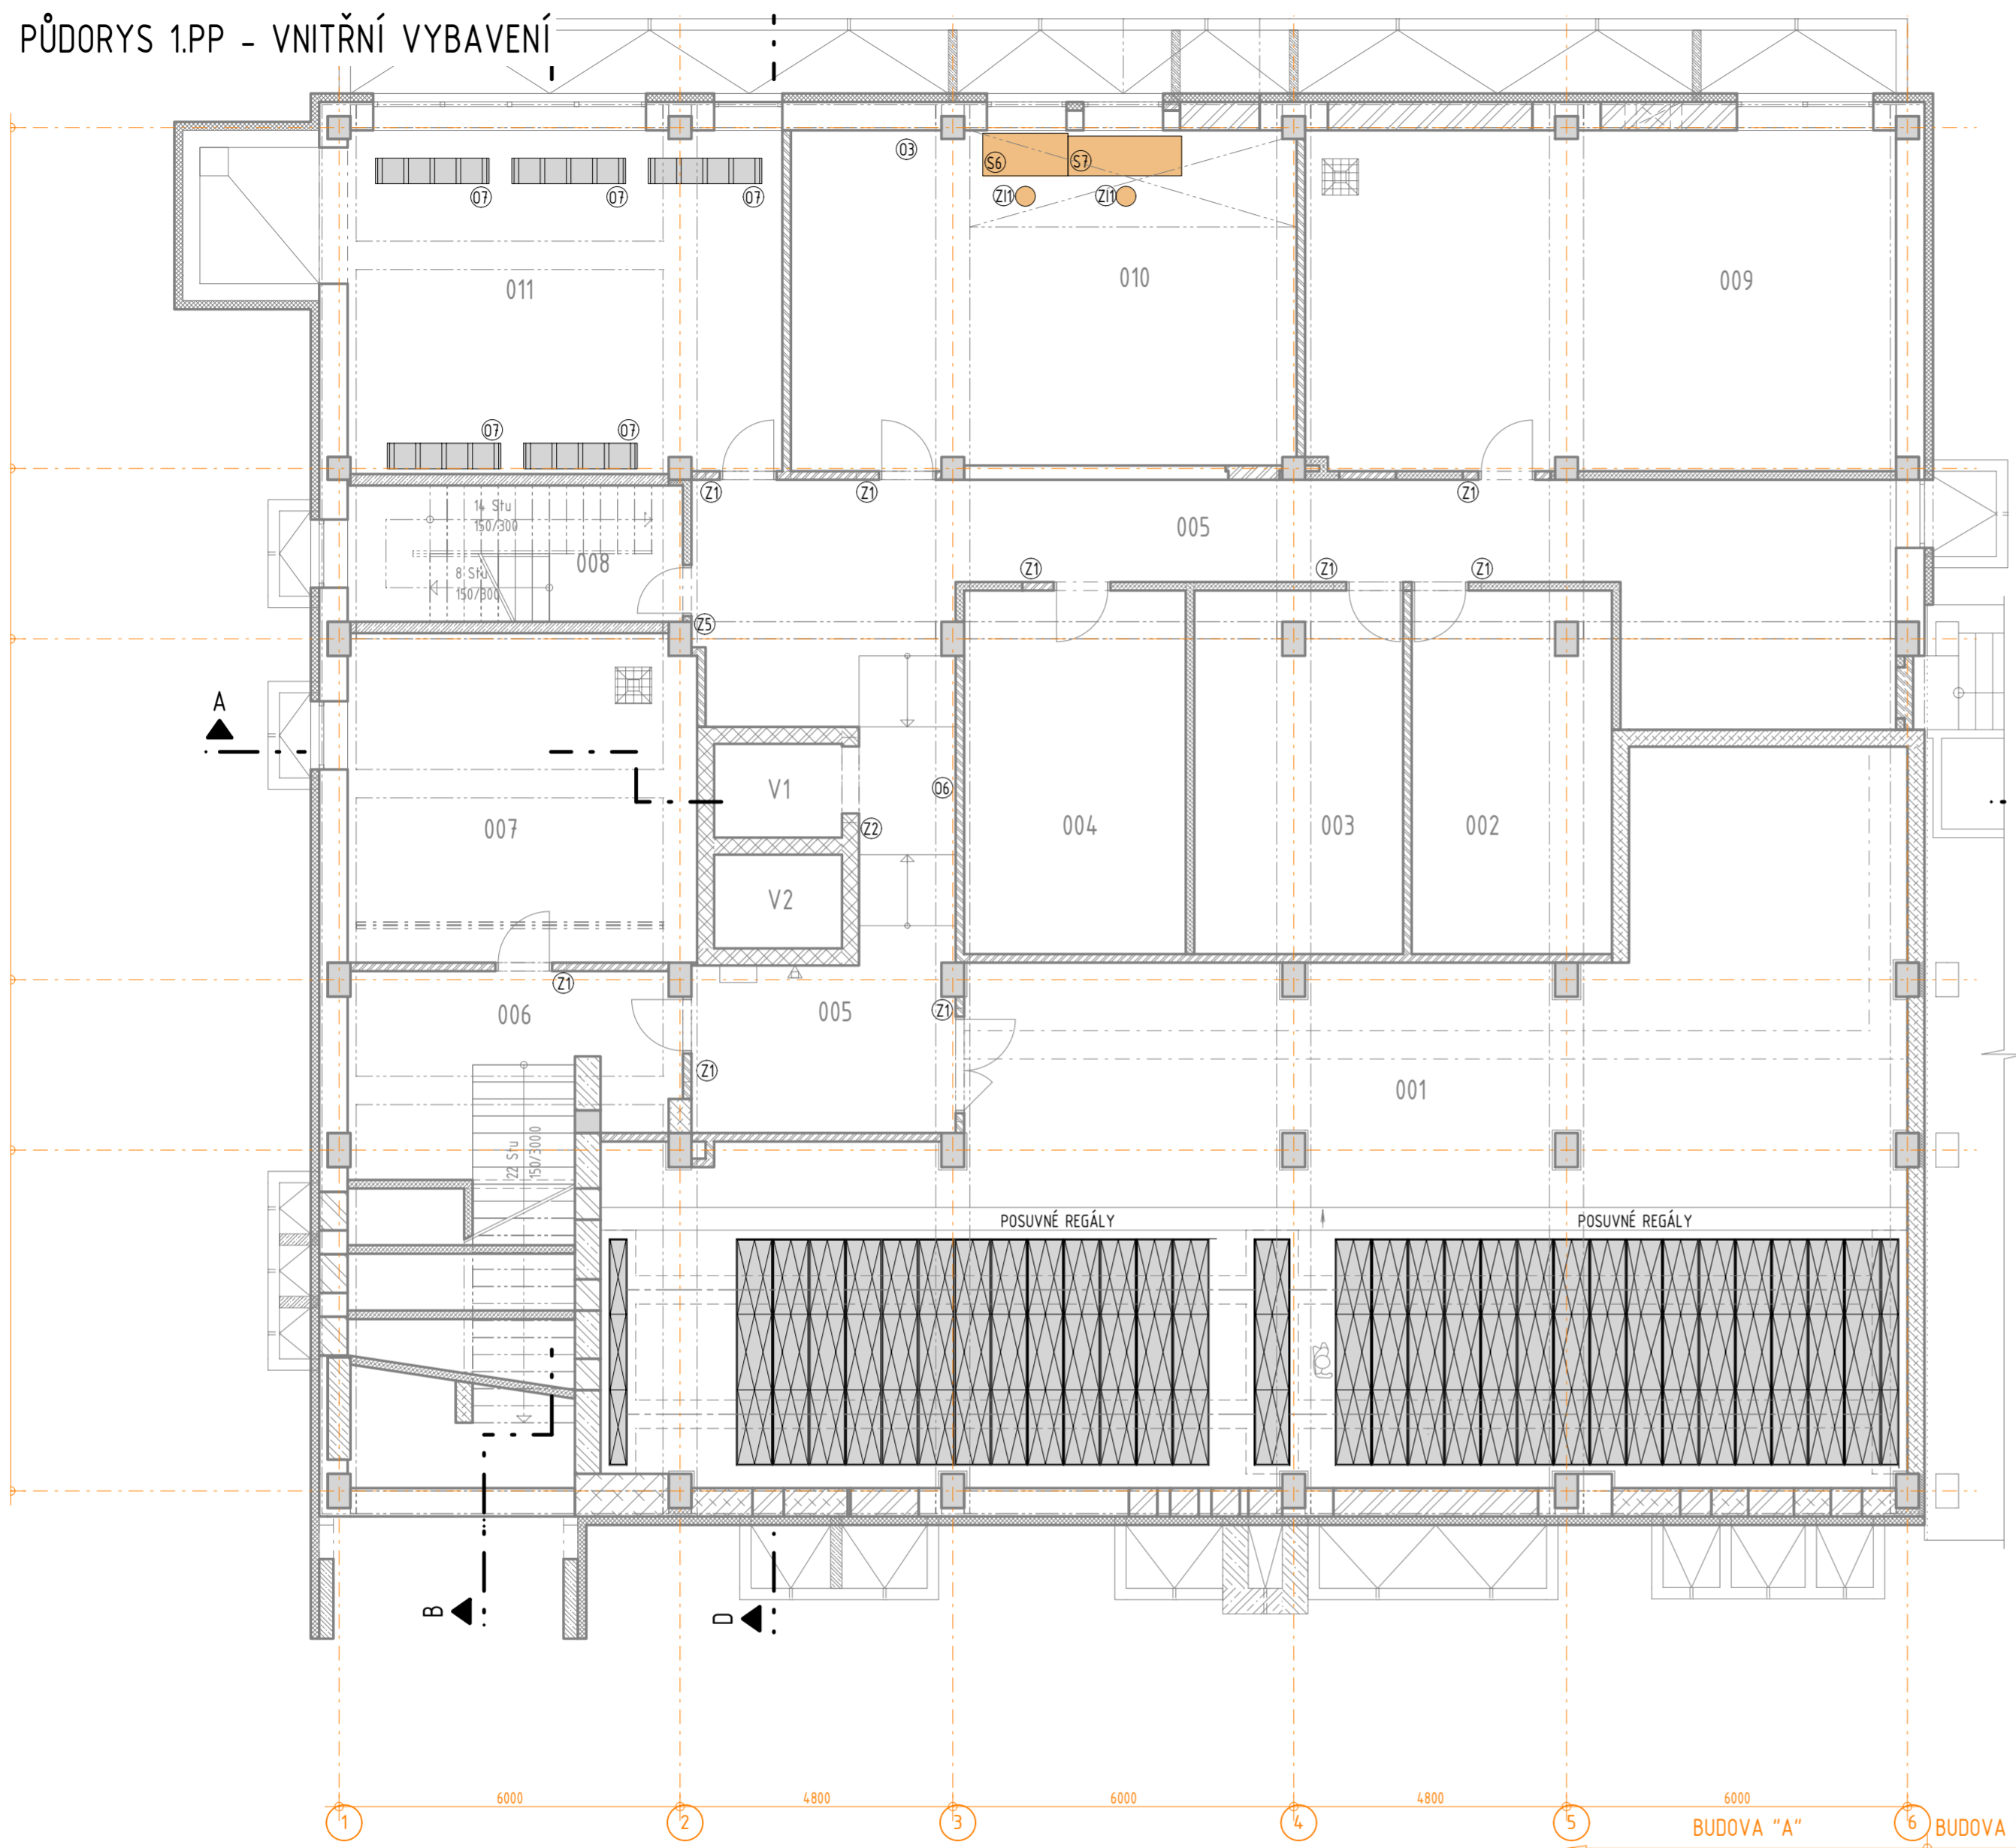 PŮDORYS 1.PP - VNITŘNÍ VYBAVENÍ
03
S6
S7
07
07
07
Z11
Z11
011
010
009
07
07
Z1
Z1
Z1
14 Stu
150/300
005
008
8 Stu
150/300
Z1
Z1
Z1
Z5
A
V1
06
007
Z2
004
003
002
V2
Z1
006
005
Z1
Z1
001
22 Stu
150/3000
POSUVNÉ REGÁLY
POSUVNÉ REGÁLY
B
D
6000
4800
6000
4800
6000
1
2
3
4
5
6
BUDOVA "A"
BUDOVA